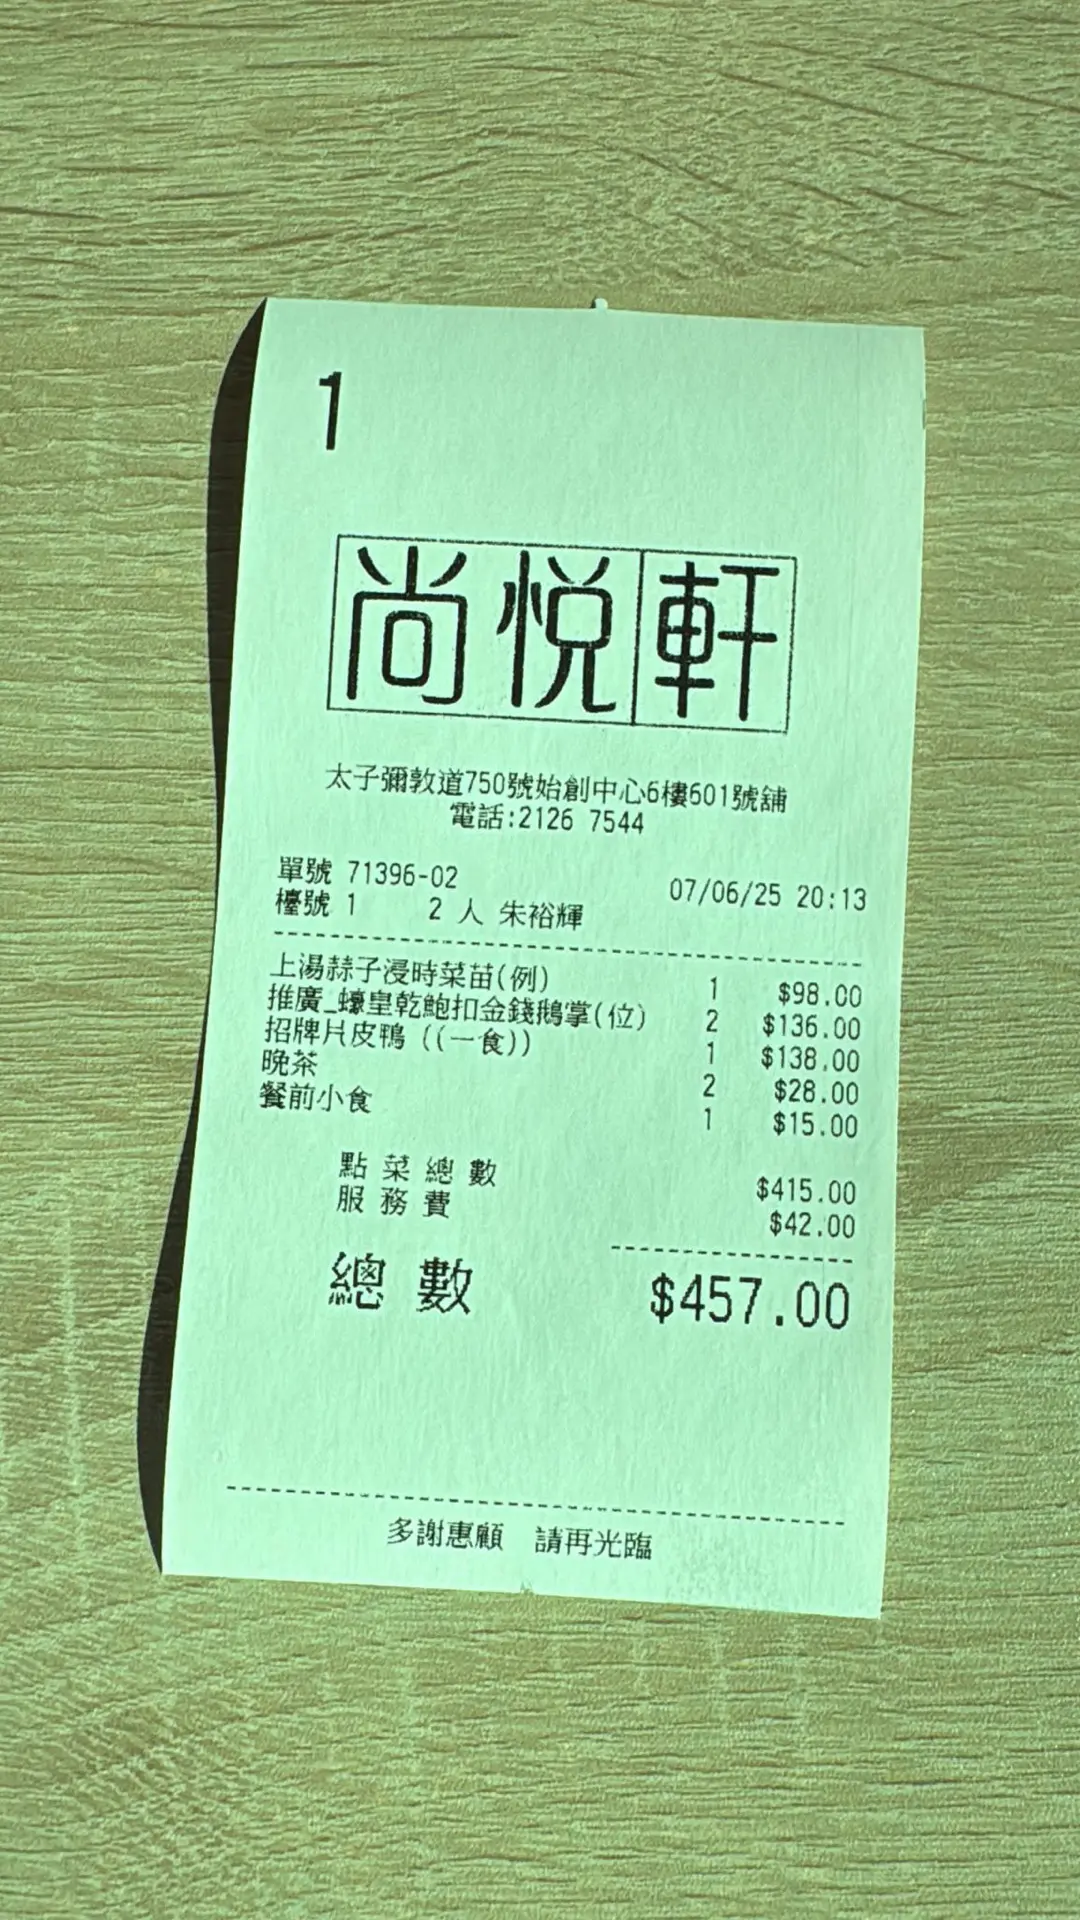 1
尚悦軒
太子彌敦道750號始創中心6樓601號舖
電話:2126 7544
單號 71396-02 07/06/25 20:13
檯號 1 2 人 朱裕輝
上湯赫子浸時菜苗(例) 1 $98.00
推廣_蠔皇乾鮑扣金錢鵝掌(位) 2 $136.00
招牌片皮鴨 ((一食)) 1 $138.00
晚茶 2 $28.00
餐前小食 1 $15.00
點菜總數 $415.00
服務費 $42.00
總數 $457.00
多謝惠顧 請再光臨